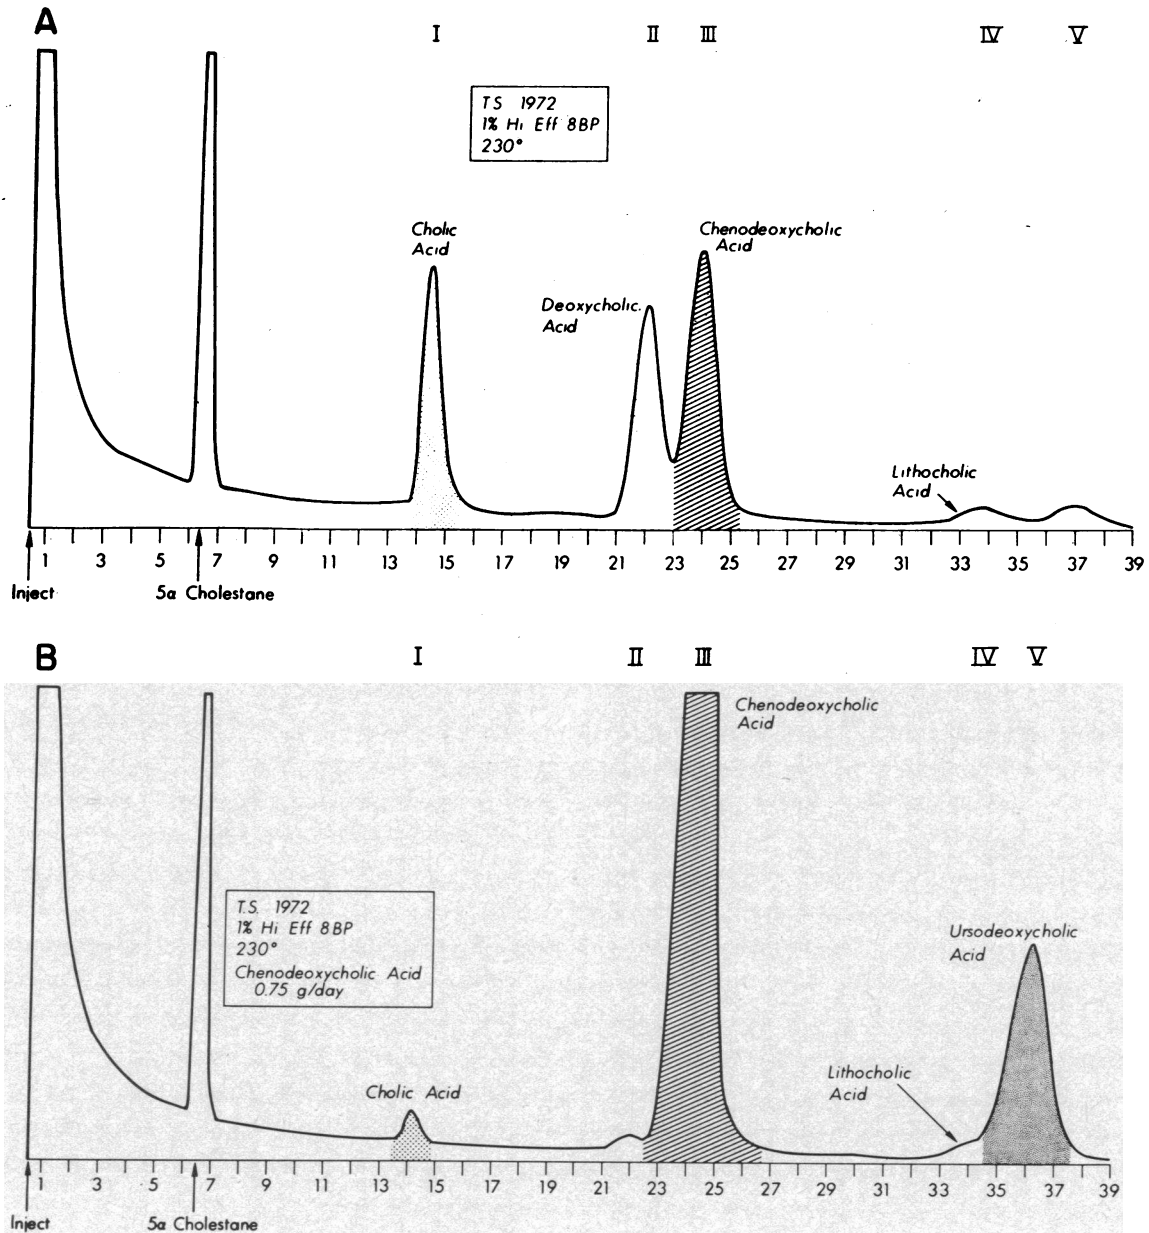 A
I II III IV V
TS 1972
1% Hi Eff 8BP
230°
Cholic
Acid
Chenodeoxycholic
Acid
Deoxycholic.
Acid
Lithocholic
Acid
1 3 5 7 9 11 13 15 17 19 21 23 25 27 29 31 33 35 37 39
Inject 5α Cholestane
B
I II III IV V
Chenodeoxycholic
Acid
T.S. 1972
1% Hi Eff 8BP
230°
Chenodeoxycholic Acid
0.75 g/day
Ursodeoxycholic
Acid
Cholic Acid
Lithocholic
Acid
1 3 5 7 9 11 13 15 17 19 21 23 25 27 29 31 33 35 37 39
Inject 5α Cholestane